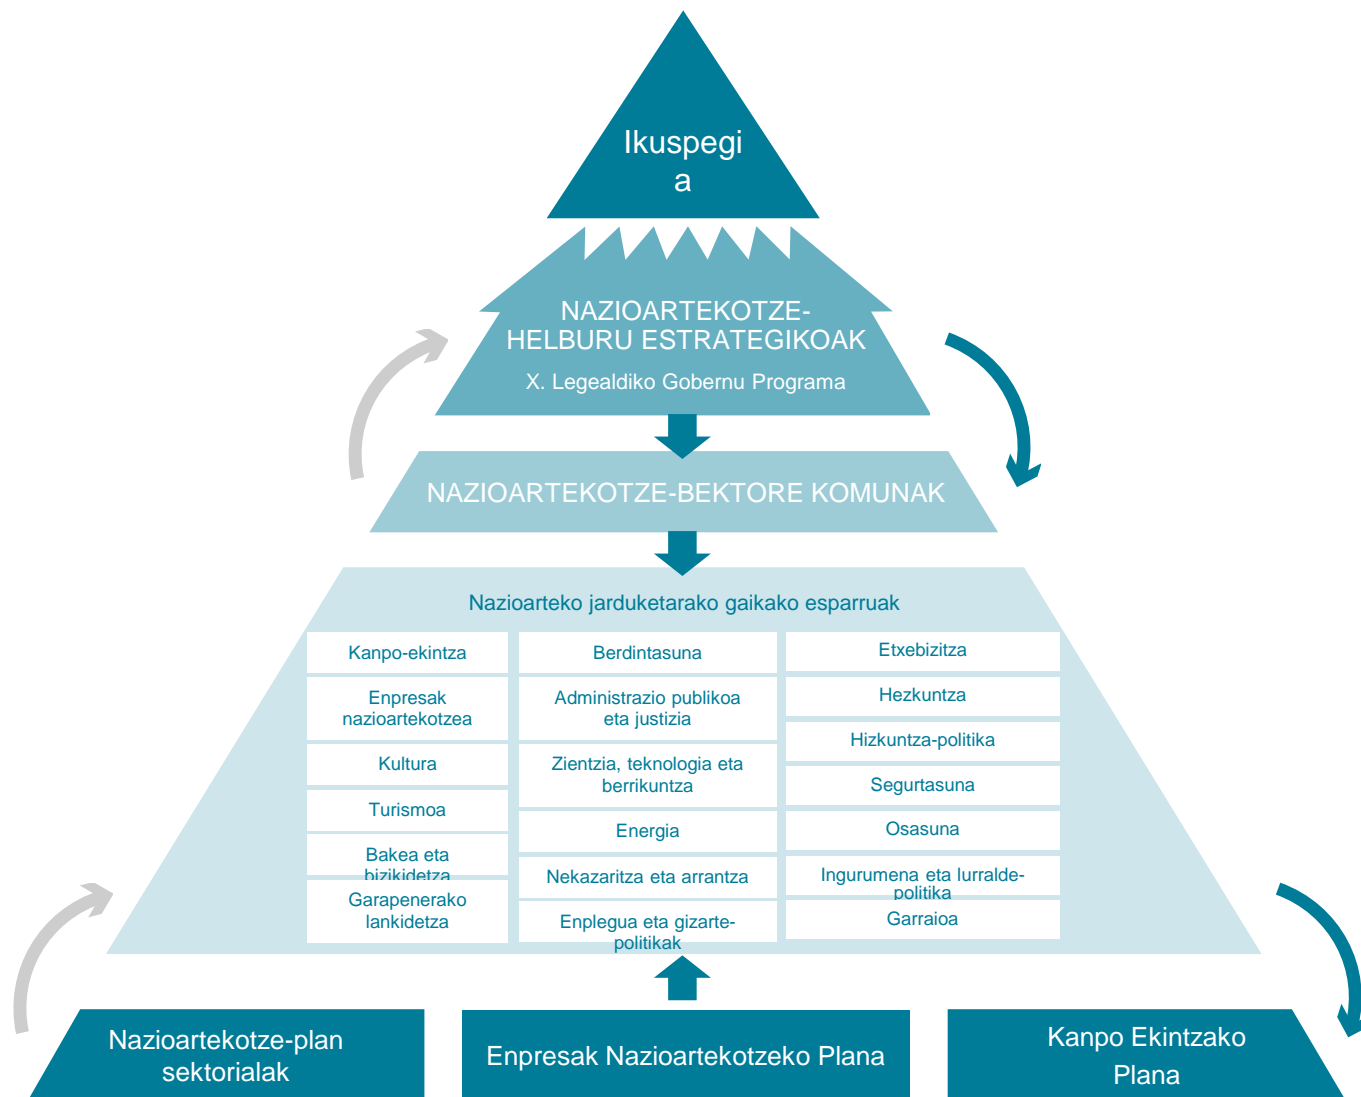 Ikuspegi
a
NAZIOARTEKOTZE-
HELBURU ESTRATEGIKOAK
X. Legealdiko Gobernu Programa
NAZIOARTEKOTZE-BEKTORE KOMUNAK
Nazioarteko jarduketarako gaikako esparruak
Kanpo-ekintza
Enpresak
nazioartekotzea
Kultura
Turismoa
Bakea eta
bizikidetza
Garapenerako
lankidetza
Berdintasuna
Administrazio publikoa
eta justizia
Zientzia, teknologia eta
berrikuntza
Energia
Nekazaritza eta arrantza
Enplegua eta gizarte-
politikak
Etxebizitza
Hezkuntza
Hizkuntza-politika
Segurtasuna
Osasuna
Ingurumena eta lurralde-
politika
Garraioa
Nazioartekotze-plan
sektorialak
Enpresak Nazioartekotzeko Plana
Kanpo Ekintzako
Plana